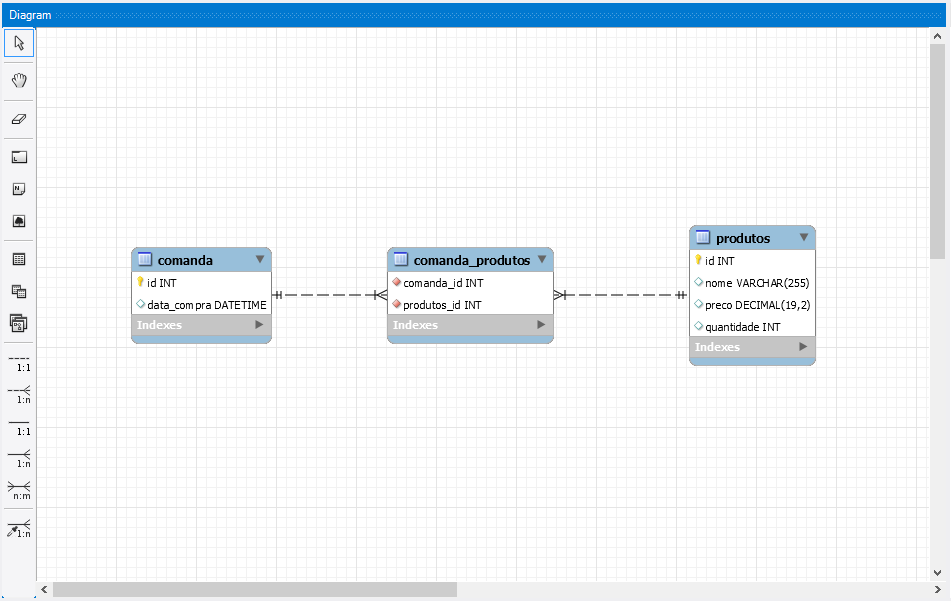 Diagram
comanda
id INT
data_compra DATETIME
Indexes
comanda_produtos
comanda_id INT
produtos_id INT
Indexes
produtos
id INT
nome VARCHAR(255)
preco DECIMAL(19,2)
quantidade INT
Indexes
1:1
1:n
1:1
1:n
n:m
1:n